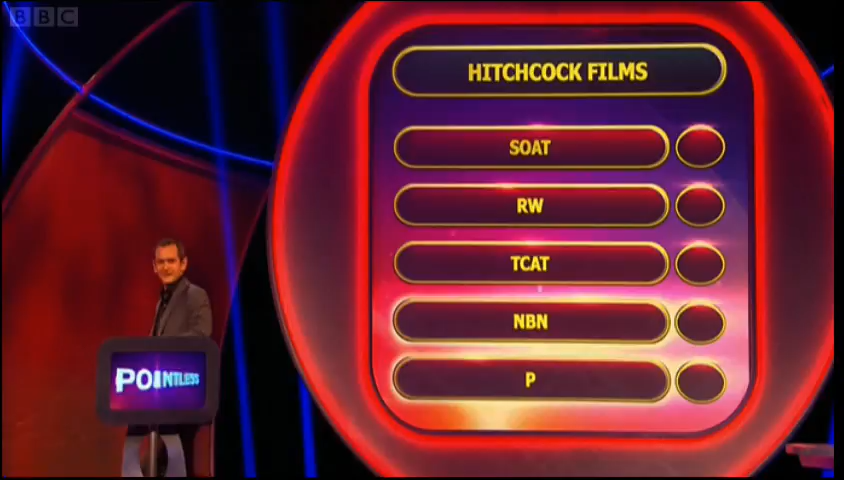 BBC
HITCHCOCK FILMS
SOAT
RW
TCAT
NBN
P
POINTLESS